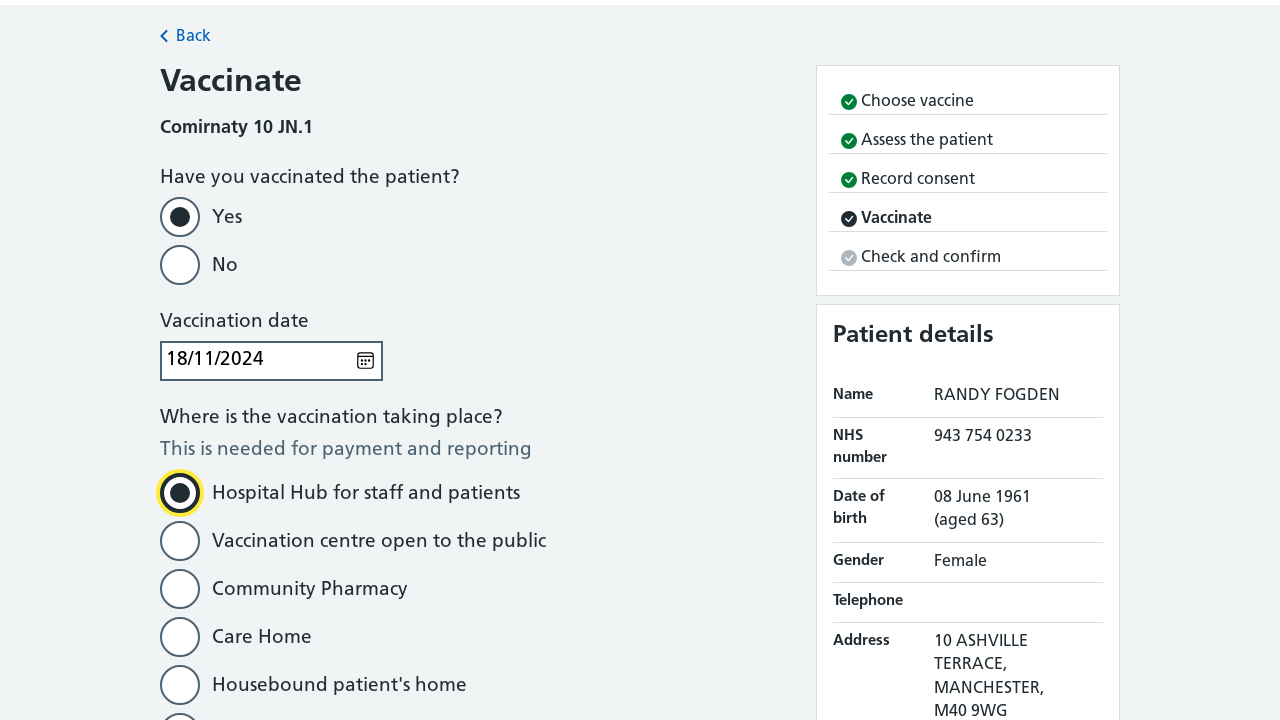 Back
Vaccinate
Comirnaty 10 JN.1
Have you vaccinated the patient?
Yes
No
Vaccination date
18/11/2024
Where is the vaccination taking place?
This is needed for payment and reporting
Hospital Hub for staff and patients
Vaccination centre open to the public
Community Pharmacy
Care Home
Housebound patient's home
Choose vaccine
Assess the patient
Record consent
Vaccinate
Check and confirm
Patient details
Name RANDY FOGDEN
NHS number 943 754 0233
Date of birth 08 June 1961 (aged 63)
Gender Female
Telephone
Address 10 ASHVILLE
TERRACE,
MANCHESTER,
M40 9WG